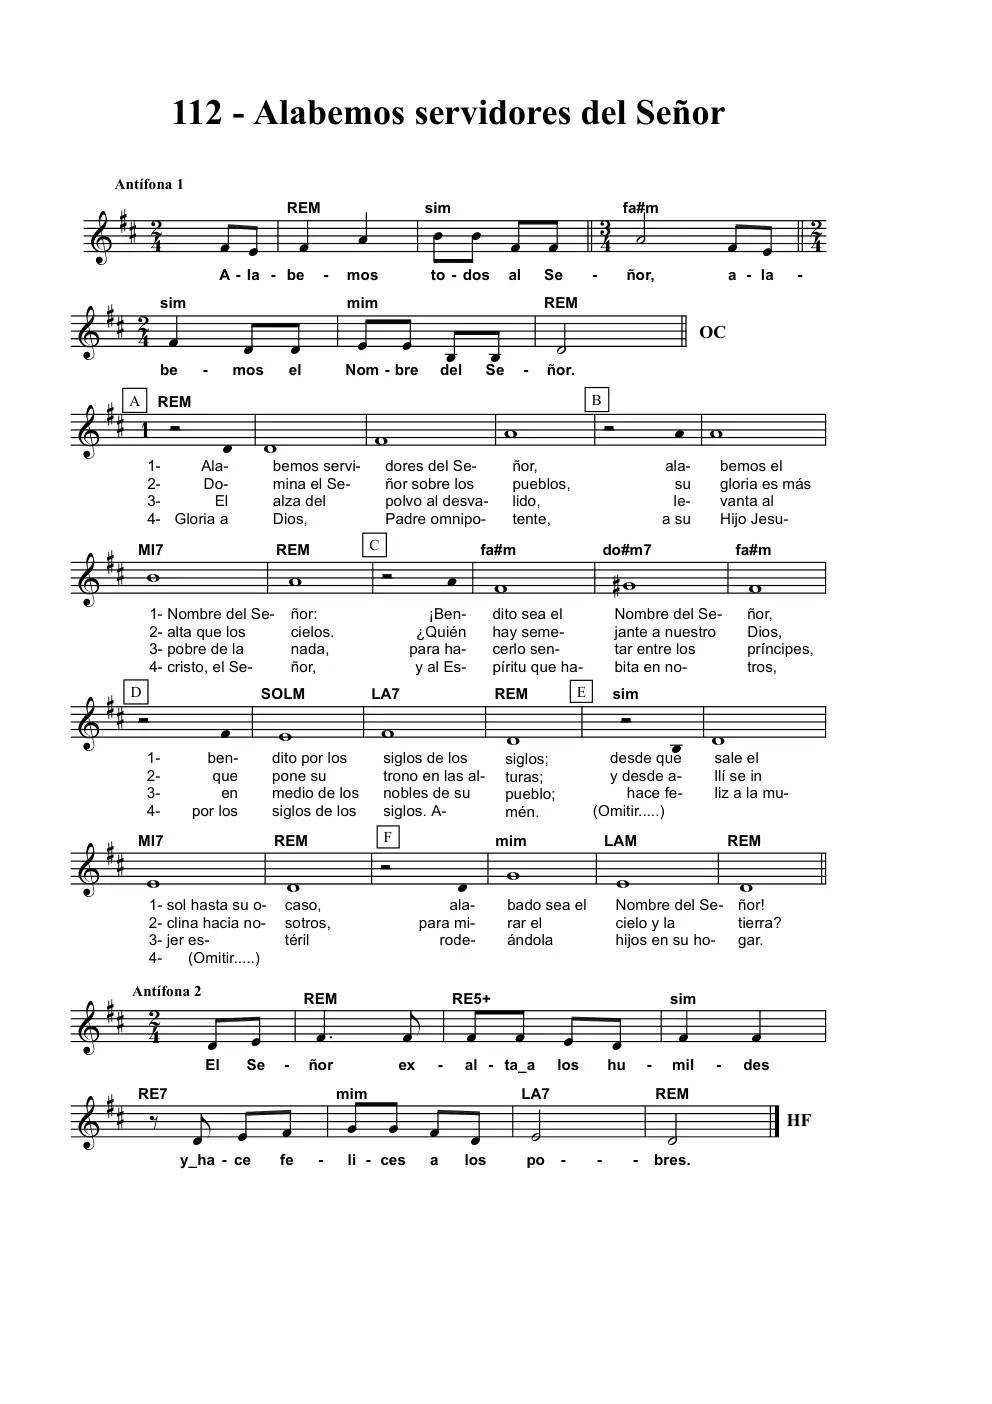 112 - Alabemos servidores del Señor
Antífona 1
REM sim fa#m
2 4 3 4 2 4
A - la - be - mos to - dos al Se - ñor, a - la -
sim mim REM
2 4 OC
be - mos el Nom - bre del Se - ñor.
A REM B
1
1- Ala- bemos servi- dores del Se- ñor, ala- bemos el
2- Do- mina el Se- ñor sobre los pueblos, su gloria es más
3- El alza del polvo al desva- lido, le- vanta al
4- Gloria a Dios, Padre omnipo- tente, a su Hijo Jesu-
MI7 REM C fa#m do#m7 fa#m
1- Nombre del Se- ñor: ¡Ben- dito sea el Nombre del Se- ñor,
2- alta que los cielos. ¿Quién hay seme- jante a nuestro Dios,
3- pobre de la nada, para ha- cerlo sen- tar entre los príncipes,
4- cristo, el Se- ñor, y al Es- píritu que ha- bita en no- tros,
D SOLM LA7 REM E sim
1- ben- dito por los siglos de los siglos; desde que sale el
2- que pone su trono en las al- turas; y desde a- llí se in
3- en medio de los nobles de su pueblo; hace fe- liz a la mu-
4- por los siglos de los siglos. A- mén. (Omitir.....)
MI7 REM F mim LAM REM
1- sol hasta su o- caso, ala- bado sea el Nombre del Se- ñor!
2- clina hacia no- sotros, para mi- rar el cielo y la tierra?
3- jer es- téril rode- ándola hijos en su ho- gar.
4- (Omitir.....)
Antífona 2
REM RE5+ sim
2 4
El Se - ñor ex - al - ta_a los hu - mil - des
RE7 mim LA7 REM
HF
y_ha - ce fe - li - ces a los po - - - bres.